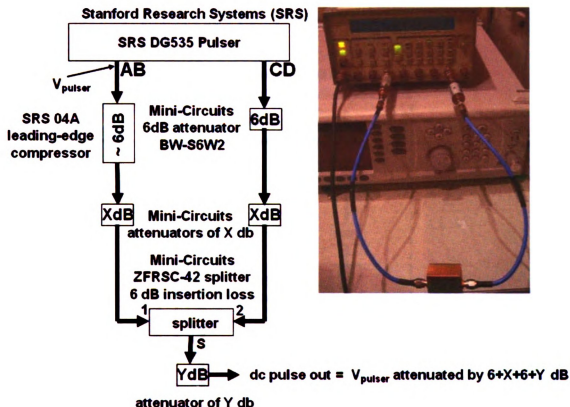 Stanford Research Systems (SRS)
SRS DG535 Pulser
AB
CD
Vpulser
SRS 04A
leading-edge
compressor
~ 6dB
Mini-Circuits
6dB attenuator
BW-S6W2
6dB
XdB
Mini-Circuits
attenuators of X db
XdB
Mini-Circuits
ZFRSC-42 splitter
6 dB insertion loss
1
2
splitter
S
YdB
dc pulse out = Vpulser attenuated by 6+X+6+Y dB
attenuator of Y db